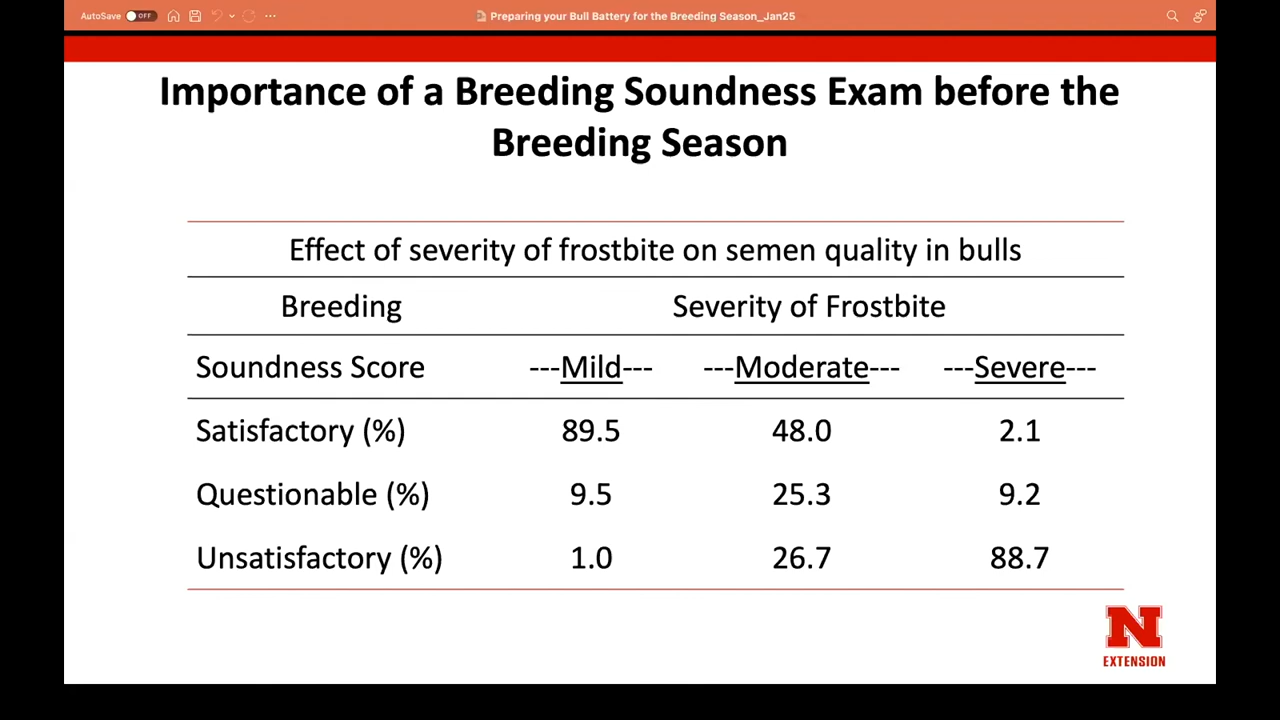 AutoSave OFF
Preparing your Bull Battery for the Breeding Season_Jan25
Importance of a Breeding Soundness Exam before the
Breeding Season
Effect of severity of frostbite on semen quality in bulls
Breeding Severity of Frostbite
Soundness Score ---Mild--- ---Moderate--- ---Severe---
Satisfactory (%) 89.5 48.0 2.1
Questionable (%) 9.5 25.3 9.2
Unsatisfactory (%) 1.0 26.7 88.7
N
EXTENSION